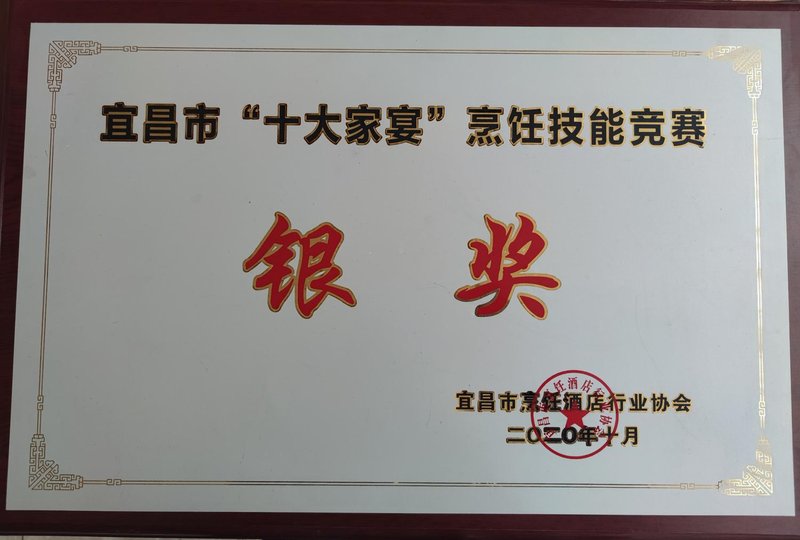 宜昌市“十大家宴”烹饪技能竞赛
银奖
宜昌市烹饪酒店行业协会
二〇二〇年十月